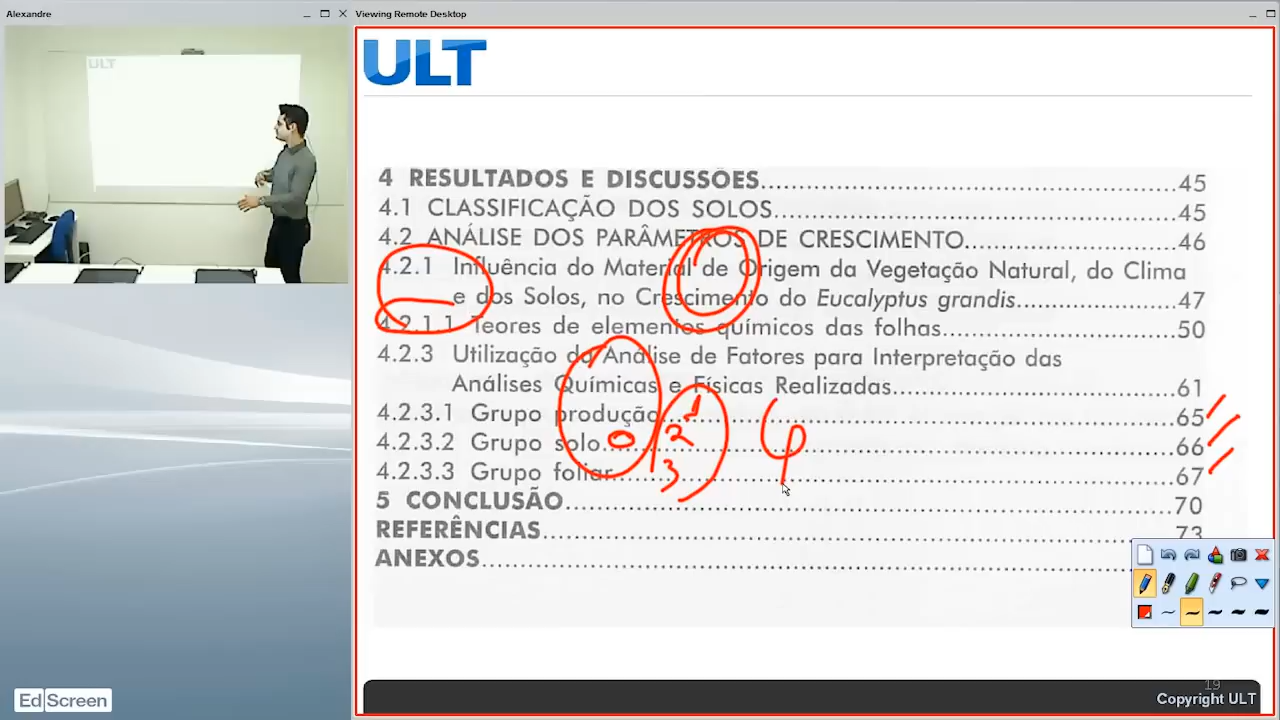 Alexandre
Viewing Remote Desktop
ULT
ULT
4 RESULTADOS E DISCUSSÕES..................45
4.1 CLASSIFICAÇÃO DOS SOLOS..................45
4.2 ANÁLISE DOS PARÂMETROS DE CRESCIMENTO..................46
4.2.1 Influência do Material de Origem da Vegetação Natural, do Clima
e dos Solos, no Crescimento do Eucalyptus grandis..................47
4.2.1.1 Teores de elementos químicos das folhas..................50
4.2.3 Utilização da Análise de Fatores para Interpretação das
Análises Químicas e Físicas Realizadas..................61
4.2.3.1 Grupo produção..................65
4.2.3.2 Grupo solo..................66
4.2.3.3 Grupo foliar..................67
5 CONCLUSÃO..................70
REFERÊNCIAS..................73
ANEXOS..................
1
2
3
19
Copyright ULT
EdScreen